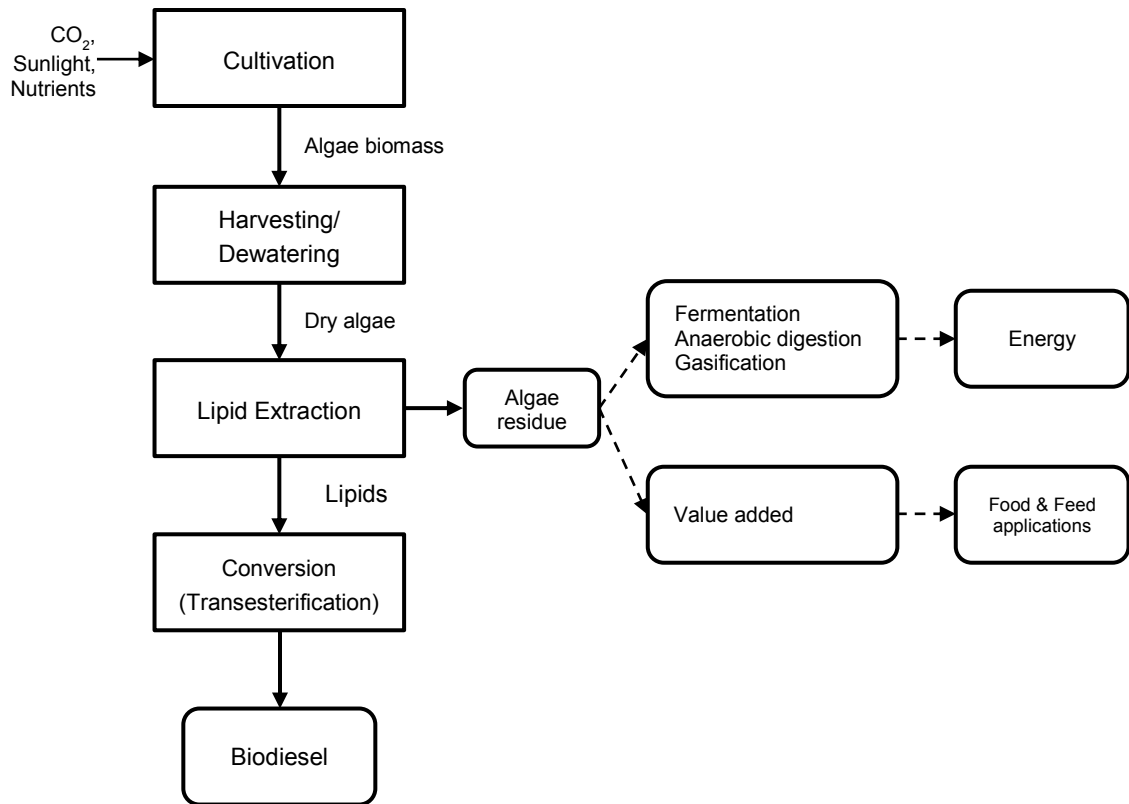 CO2,
Sunlight,
Nutrients
Cultivation
Algae biomass
Harvesting/
Dewatering
Dry algae
Lipid Extraction
Algae
residue
Fermentation
Anaerobic digestion
Gasification
Energy
Value added
Food & Feed
applications
Lipids
Conversion
(Transesterification)
Biodiesel